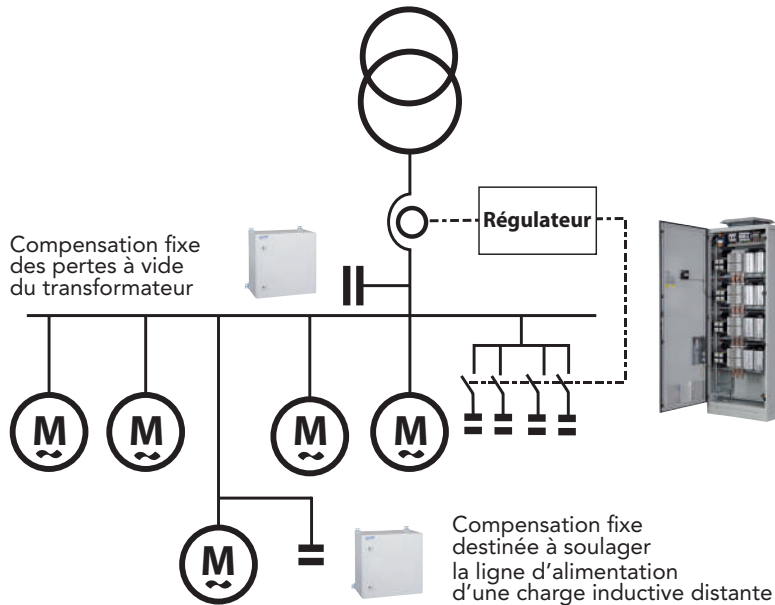 Régulateur
Compensation fixe
des pertes à vide
du transformateur
M
M
M
M
M
Compensation fixe
destinée à soulager
la ligne d'alimentation
d'une charge inductive distante